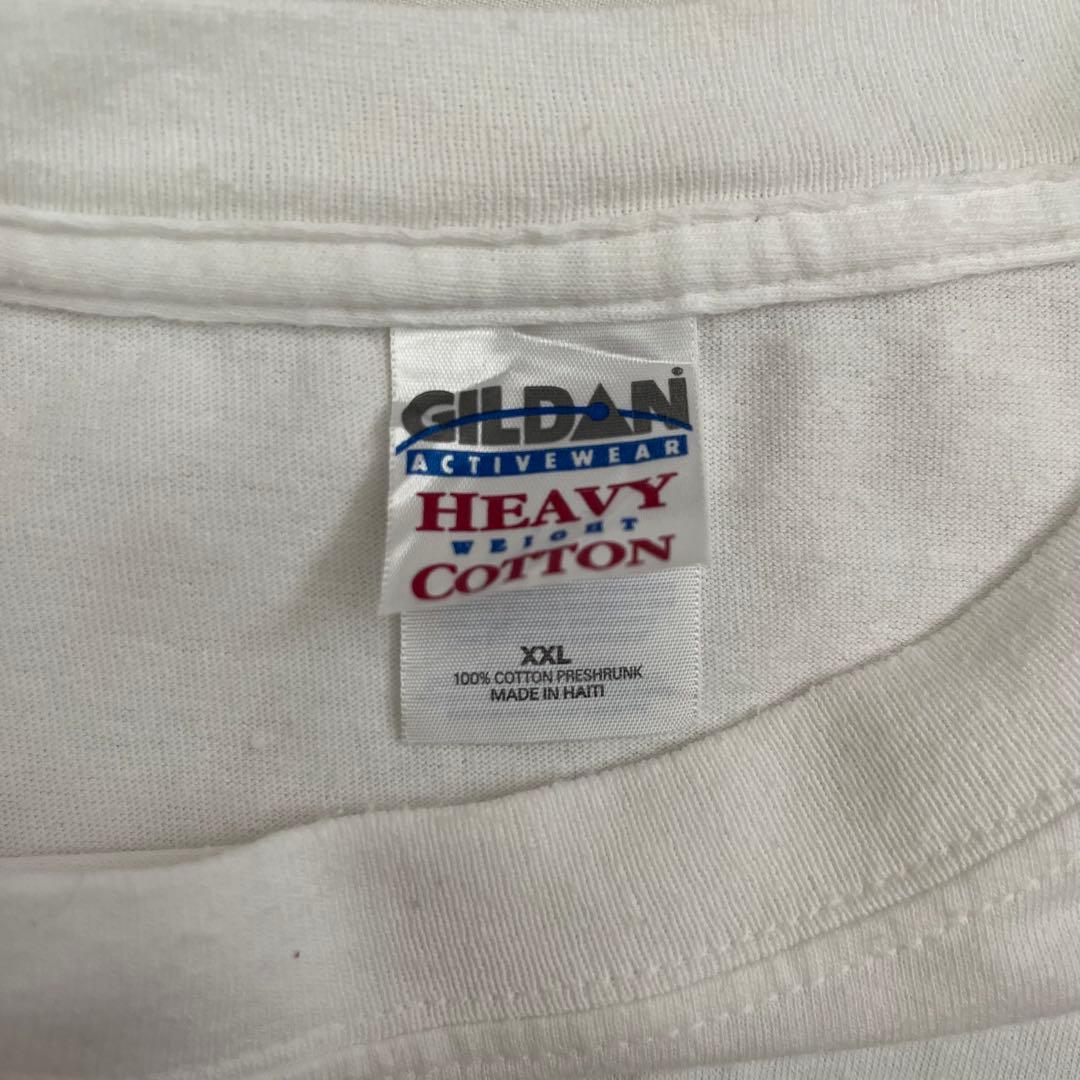 GILDAN®
ACTIVEWEAR
HEAVY
WEIGHT
COTTON
XXL
100% COTTON PRESHRUNK
MADE IN HAITI